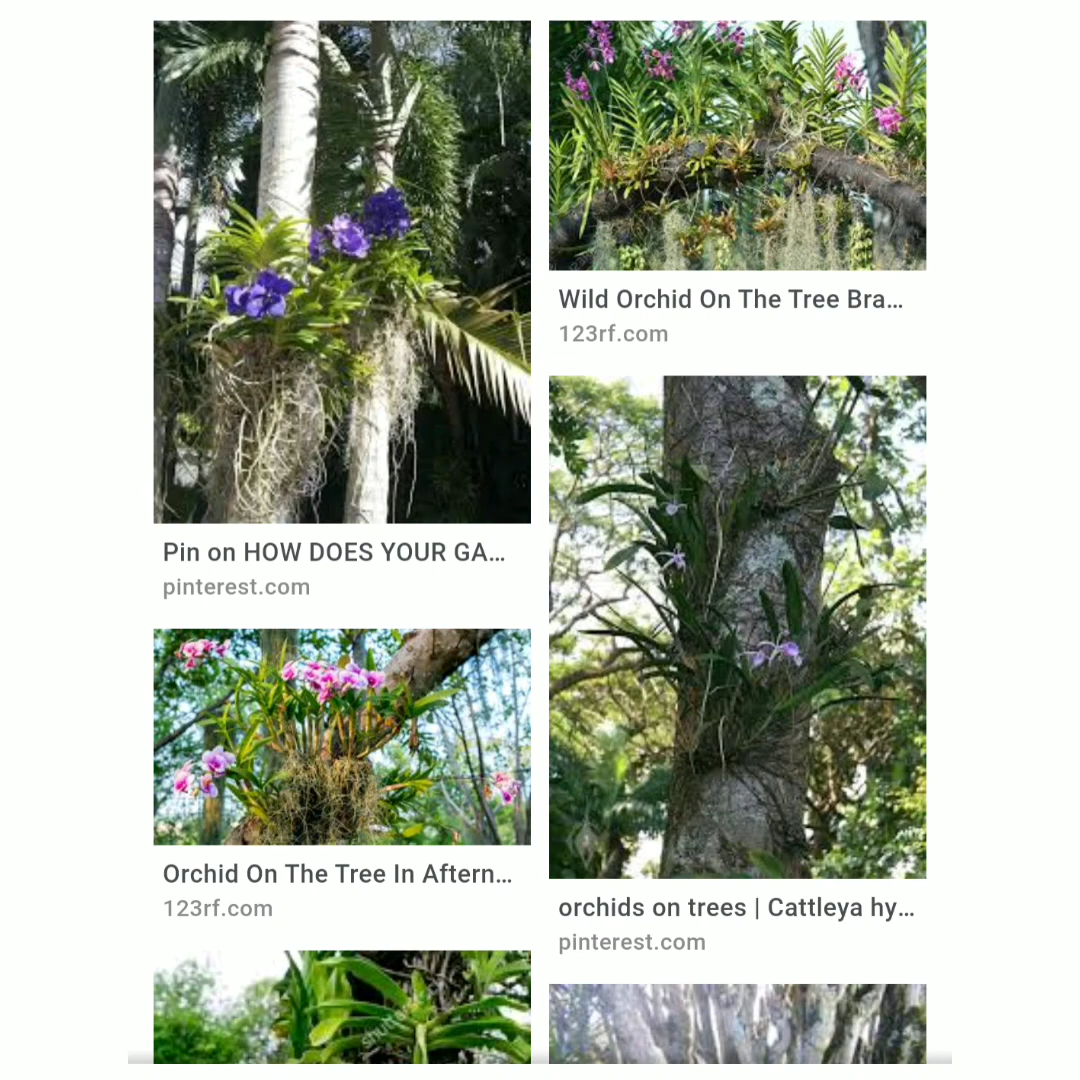 Pin on HOW DOES YOUR GA...
pinterest.com
Orchid On The Tree In Aftern...
123rf.com
Wild Orchid On The Tree Bra...
123rf.com
orchids on trees | Cattleya hy...
pinterest.com